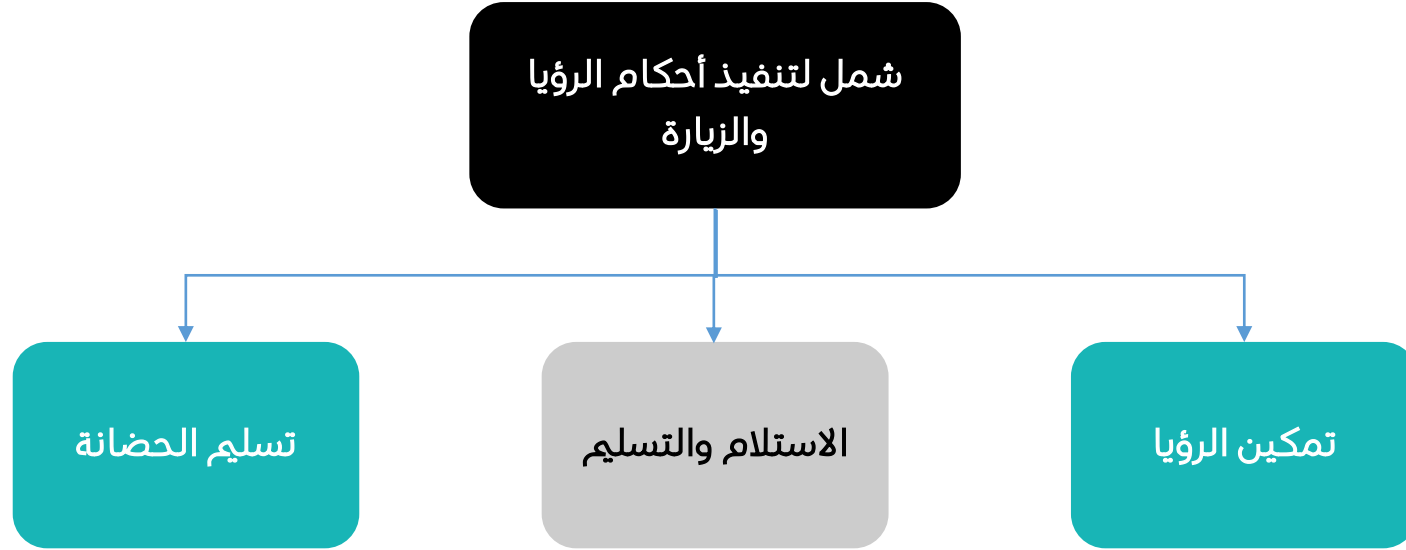 شمل لتنفيذ أحكام الرؤيا
والزيارة
تمكين الرؤيا
الاستلام والتسليم
تسليم الحضانة